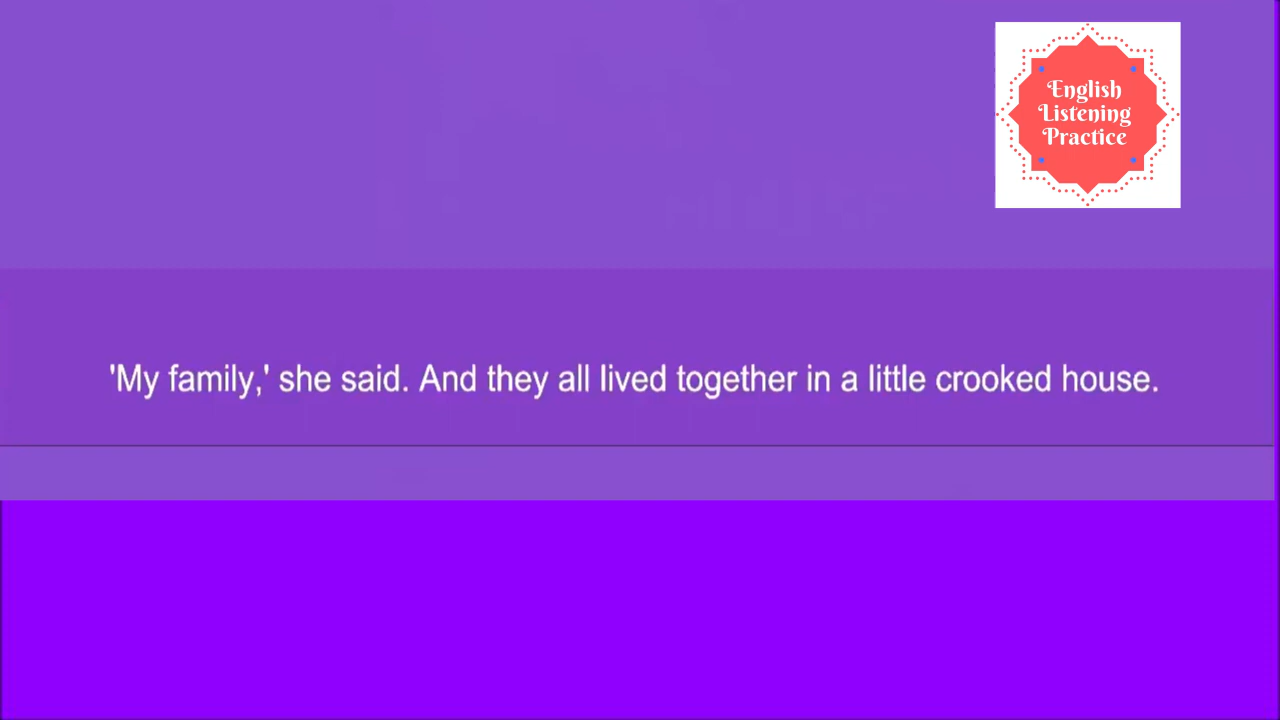 English
Listening
Practice
'My family,' she said. And they all lived together in a little crooked house.